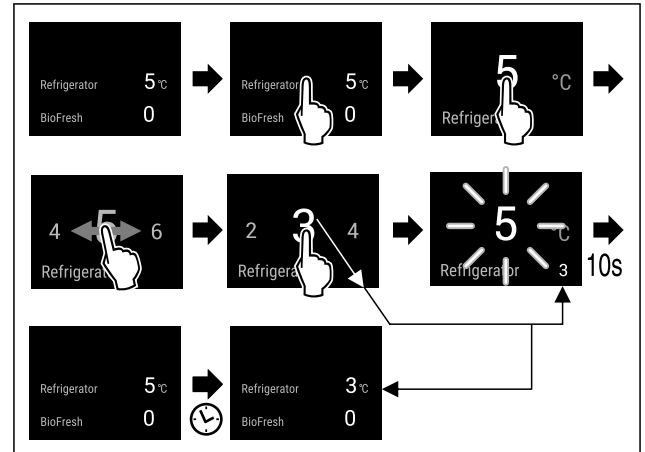 Refrigerator 5 °C
BioFresh 0
Refrigerator 5 °C
BioFresh 0
5 °C
Refriger
4 5 6
Refrigerat
2 3 4
Refrigera
5 °C
Refrigerator 3
10s
Refrigerator 5 °C
BioFresh 0
Refrigerator 3 °C
BioFresh 0